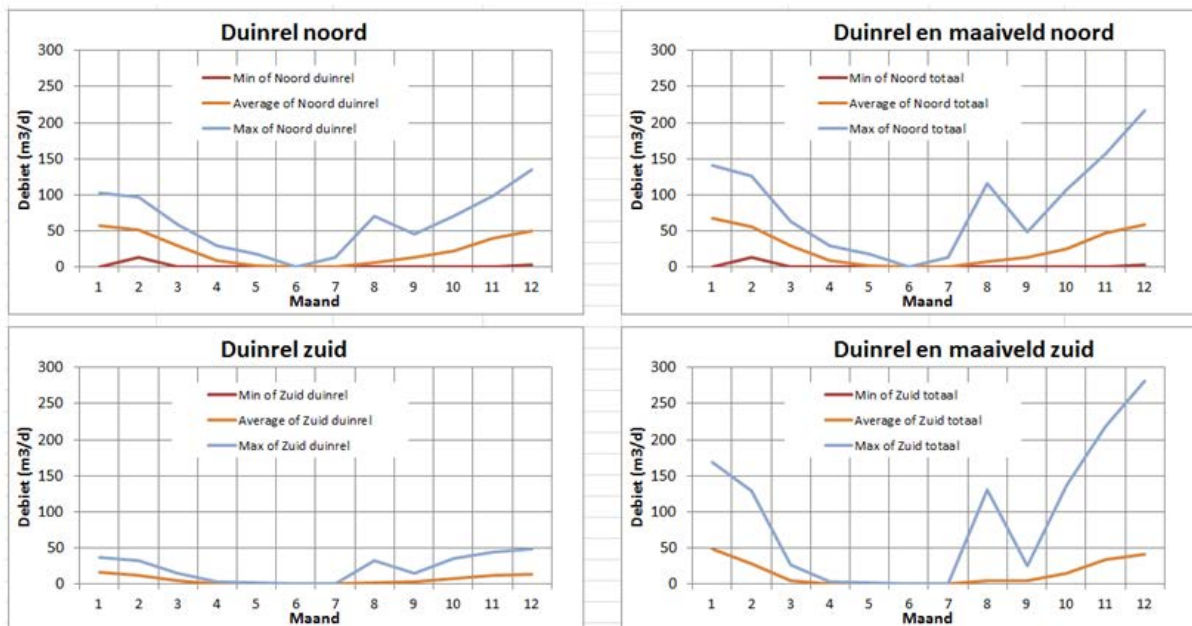 Duinrel noord
300
250
200
150
100
50
0
Debiet (m3/d)
Min of Noord duinrel
Average of Noord duinrel
Max of Noord duinrel
1 2 3 4 5 6 7 8 9 10 11 12
Maand
Duinrel en maaiveld noord
300
250
200
150
100
50
0
Debiet (m3/d)
Min of Noord totaal
Average of Noord totaal
Max of Noord totaal
1 2 3 4 5 6 7 8 9 10 11 12
Maand
Duinrel zuid
300
250
200
150
100
50
0
Debiet (m3/d)
Min of Zuid duinrel
Average of Zuid duinrel
Max of Zuid duinrel
1 2 3 4 5 6 7 8 9 10 11 12
Maand
Duinrel en maaiveld zuid
300
250
200
150
100
50
0
Debiet (m3/d)
Min of Zuid totaal
Average of Zuid totaal
Max of Zuid totaal
1 2 3 4 5 6 7 8 9 10 11 12
Maand